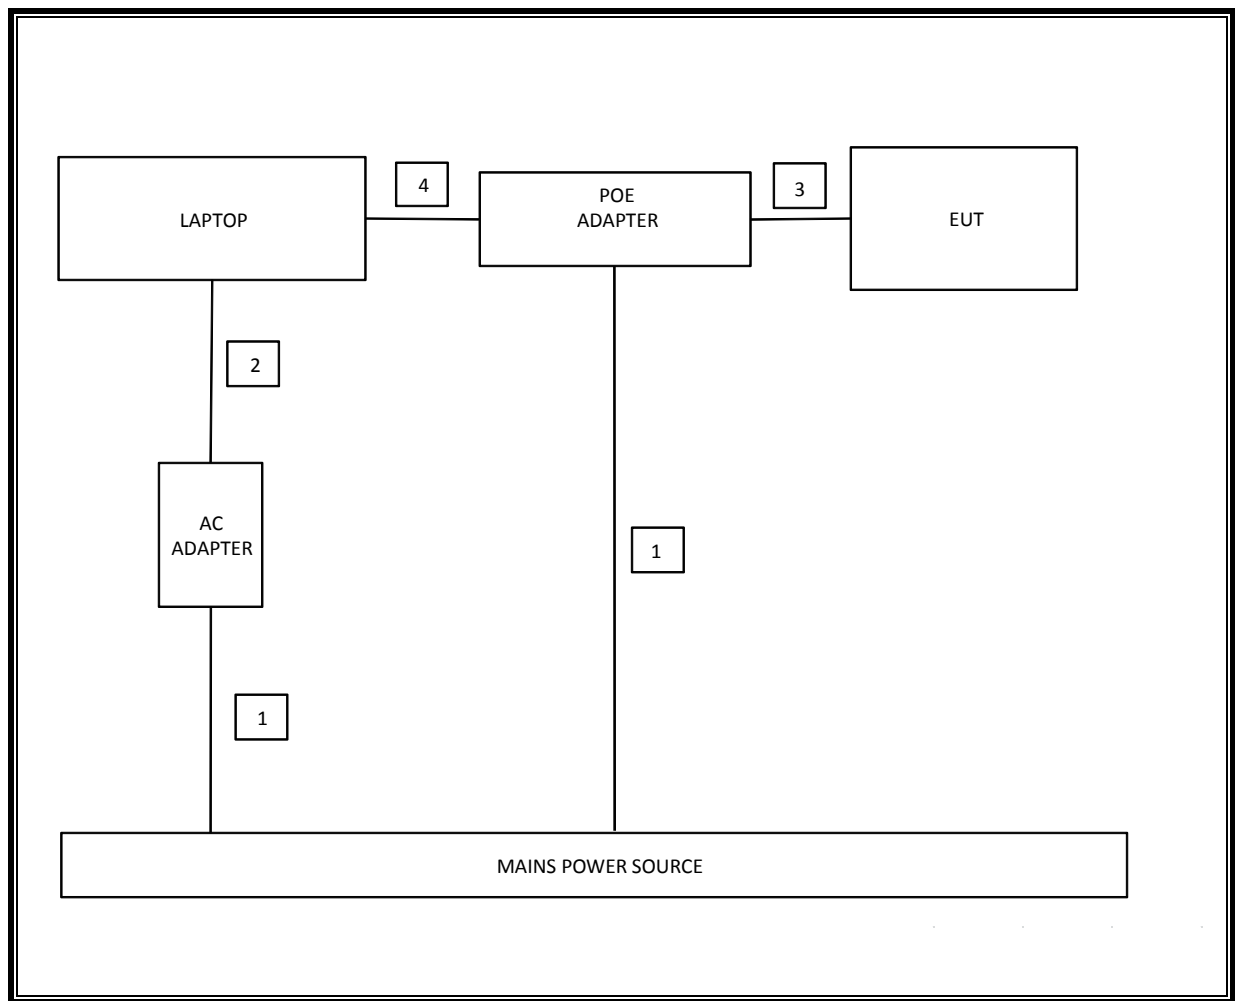 4
3
LAPTOP
POE
ADAPTER
EUT
2
AC
ADAPTER
1
1
MAINS POWER SOURCE